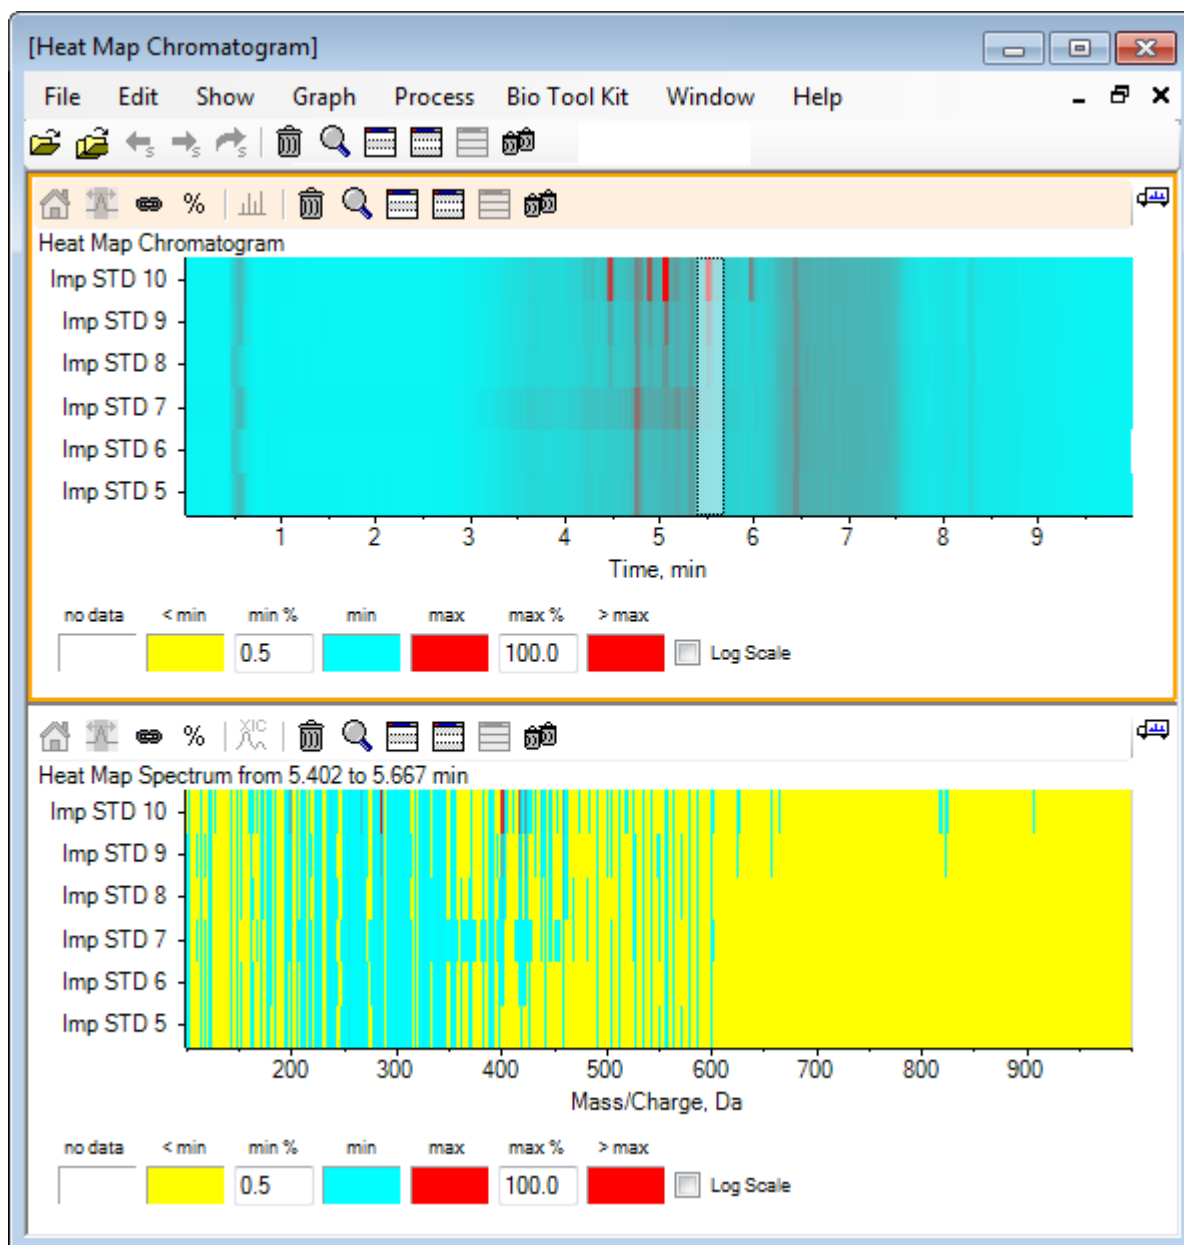 [Heat Map Chromatogram]
File Edit Show Graph Process Bio Tool Kit Window Help
S S S
%
Heat Map Chromatogram
Imp STD 10
Imp STD 9
Imp STD 8
Imp STD 7
Imp STD 6
Imp STD 5
1 2 3 4 5 6 7 8 9
Time, min
no data < min min % min max max % > max
0.5 100.0 Log Scale
% XIC
Heat Map Spectrum from 5.402 to 5.667 min
Imp STD 10
Imp STD 9
Imp STD 8
Imp STD 7
Imp STD 6
Imp STD 5
200 300 400 500 600 700 800 900
Mass/Charge, Da
no data < min min % min max max % > max
0.5 100.0 Log Scale